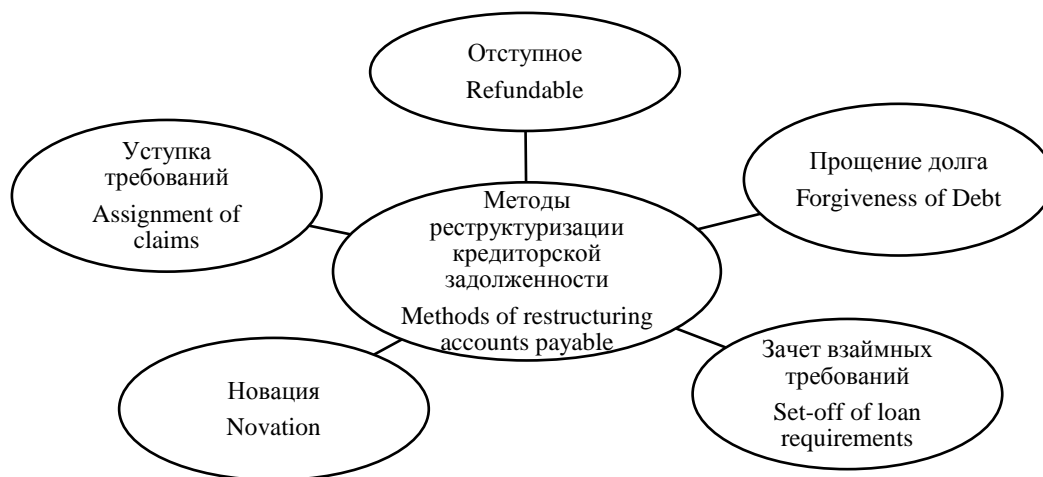 Отступное
Refundable
Уступка
требований
Assignment of
claims
Прощение долга
Forgiveness of Debt
Методы
реструктуризации
кредиторской
задолженности
Methods of restructuring
accounts payable
Новация
Novation
Зачет взаймных
требований
Set-off of loan
requirements